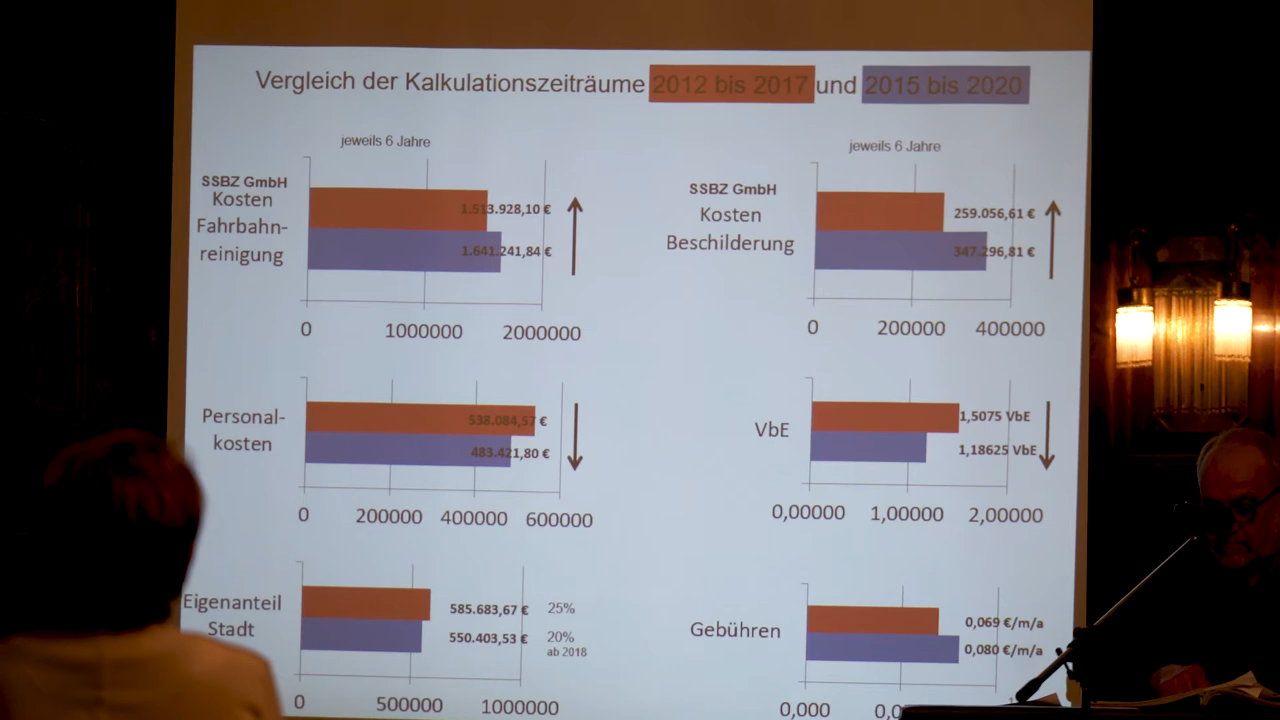 Vergleich der Kalkulationszeiträume 2012 bis 2017 und 2015 bis 2020
jeweils 6 Jahre
SSBZ GmbH
Kosten
Fahrbahn-
reinigung
1.513.928,10 €
1.641.241,84 €
0 1000000 2000000
jeweils 6 Jahre
SSBZ GmbH
Kosten
Beschilderung
259.056,61 €
347.296,81 €
0 200000 400000
Personal-
kosten
538.084,57 €
483.421,80 €
0 200000 400000 600000
VbE
1,5075 VbE
1,18625 VbE
0,00000 1,00000 2,00000
Eigenanteil
Stadt
585.683,67 € 25%
550.403,53 € 20%
ab 2018
0 500000 1000000
Gebühren
0,069 €/m/a
0,080 €/m/a
0,000